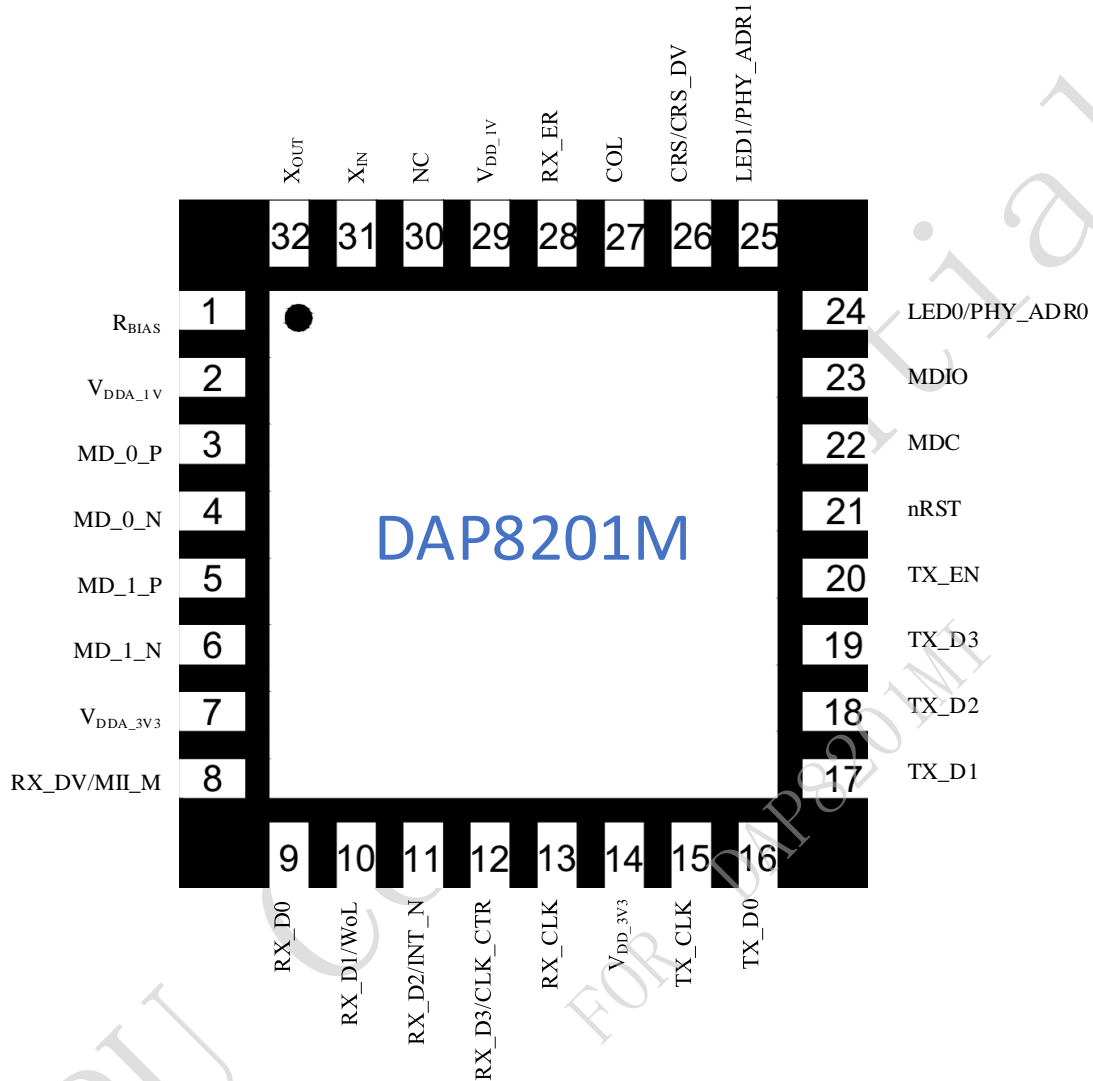 X_OUT
X_IN
NC
V_DD_1V
RX_ER
COL
CRS/CRS_DV
LED1/PHY_ADR1
32 31 30 29 28 27 26 25
R_BIAS 1
V_DDA_1V 2
MD_0_P 3
MD_0_N 4
MD_1_P 5
MD_1_N 6
V_DDA_3V3 7
RX_DV/MII_M 8
DAP8201M
24 LED0/PHY_ADR0
23 MDIO
22 MDC
21 nRST
20 TX_EN
19 TX_D3
18 TX_D2
17 TX_D1
9 10 11 12 13 14 15 16
RX_D0
RX_D1/WoL
RX_D2/INT_N
RX_D3/CLK_CTR
RX_CLK
V_DD_3V3
TX_CLK
TX_D0
FOR DAP8201MI